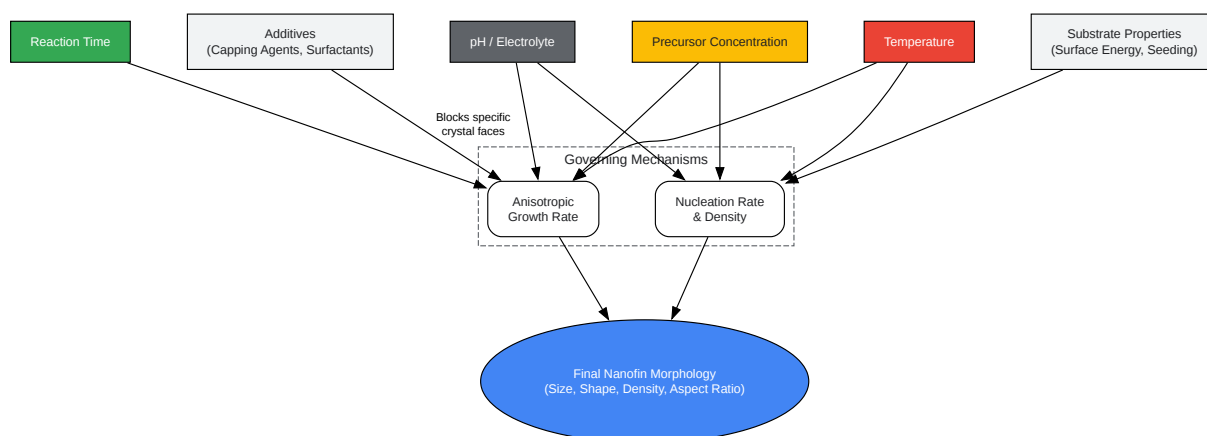 Reaction Time
Additives
(Capping Agents, Surfactants)
pH / Electrolyte
Precursor Concentration
Temperature
Substrate Properties
(Surface Energy, Seeding)
Blocks specific
crystal faces
Governing Mechanisms
Anisotropic
Growth Rate
Nucleation Rate
& Density
Final Nanofin Morphology
(Size, Shape, Density, Aspect Ratio)